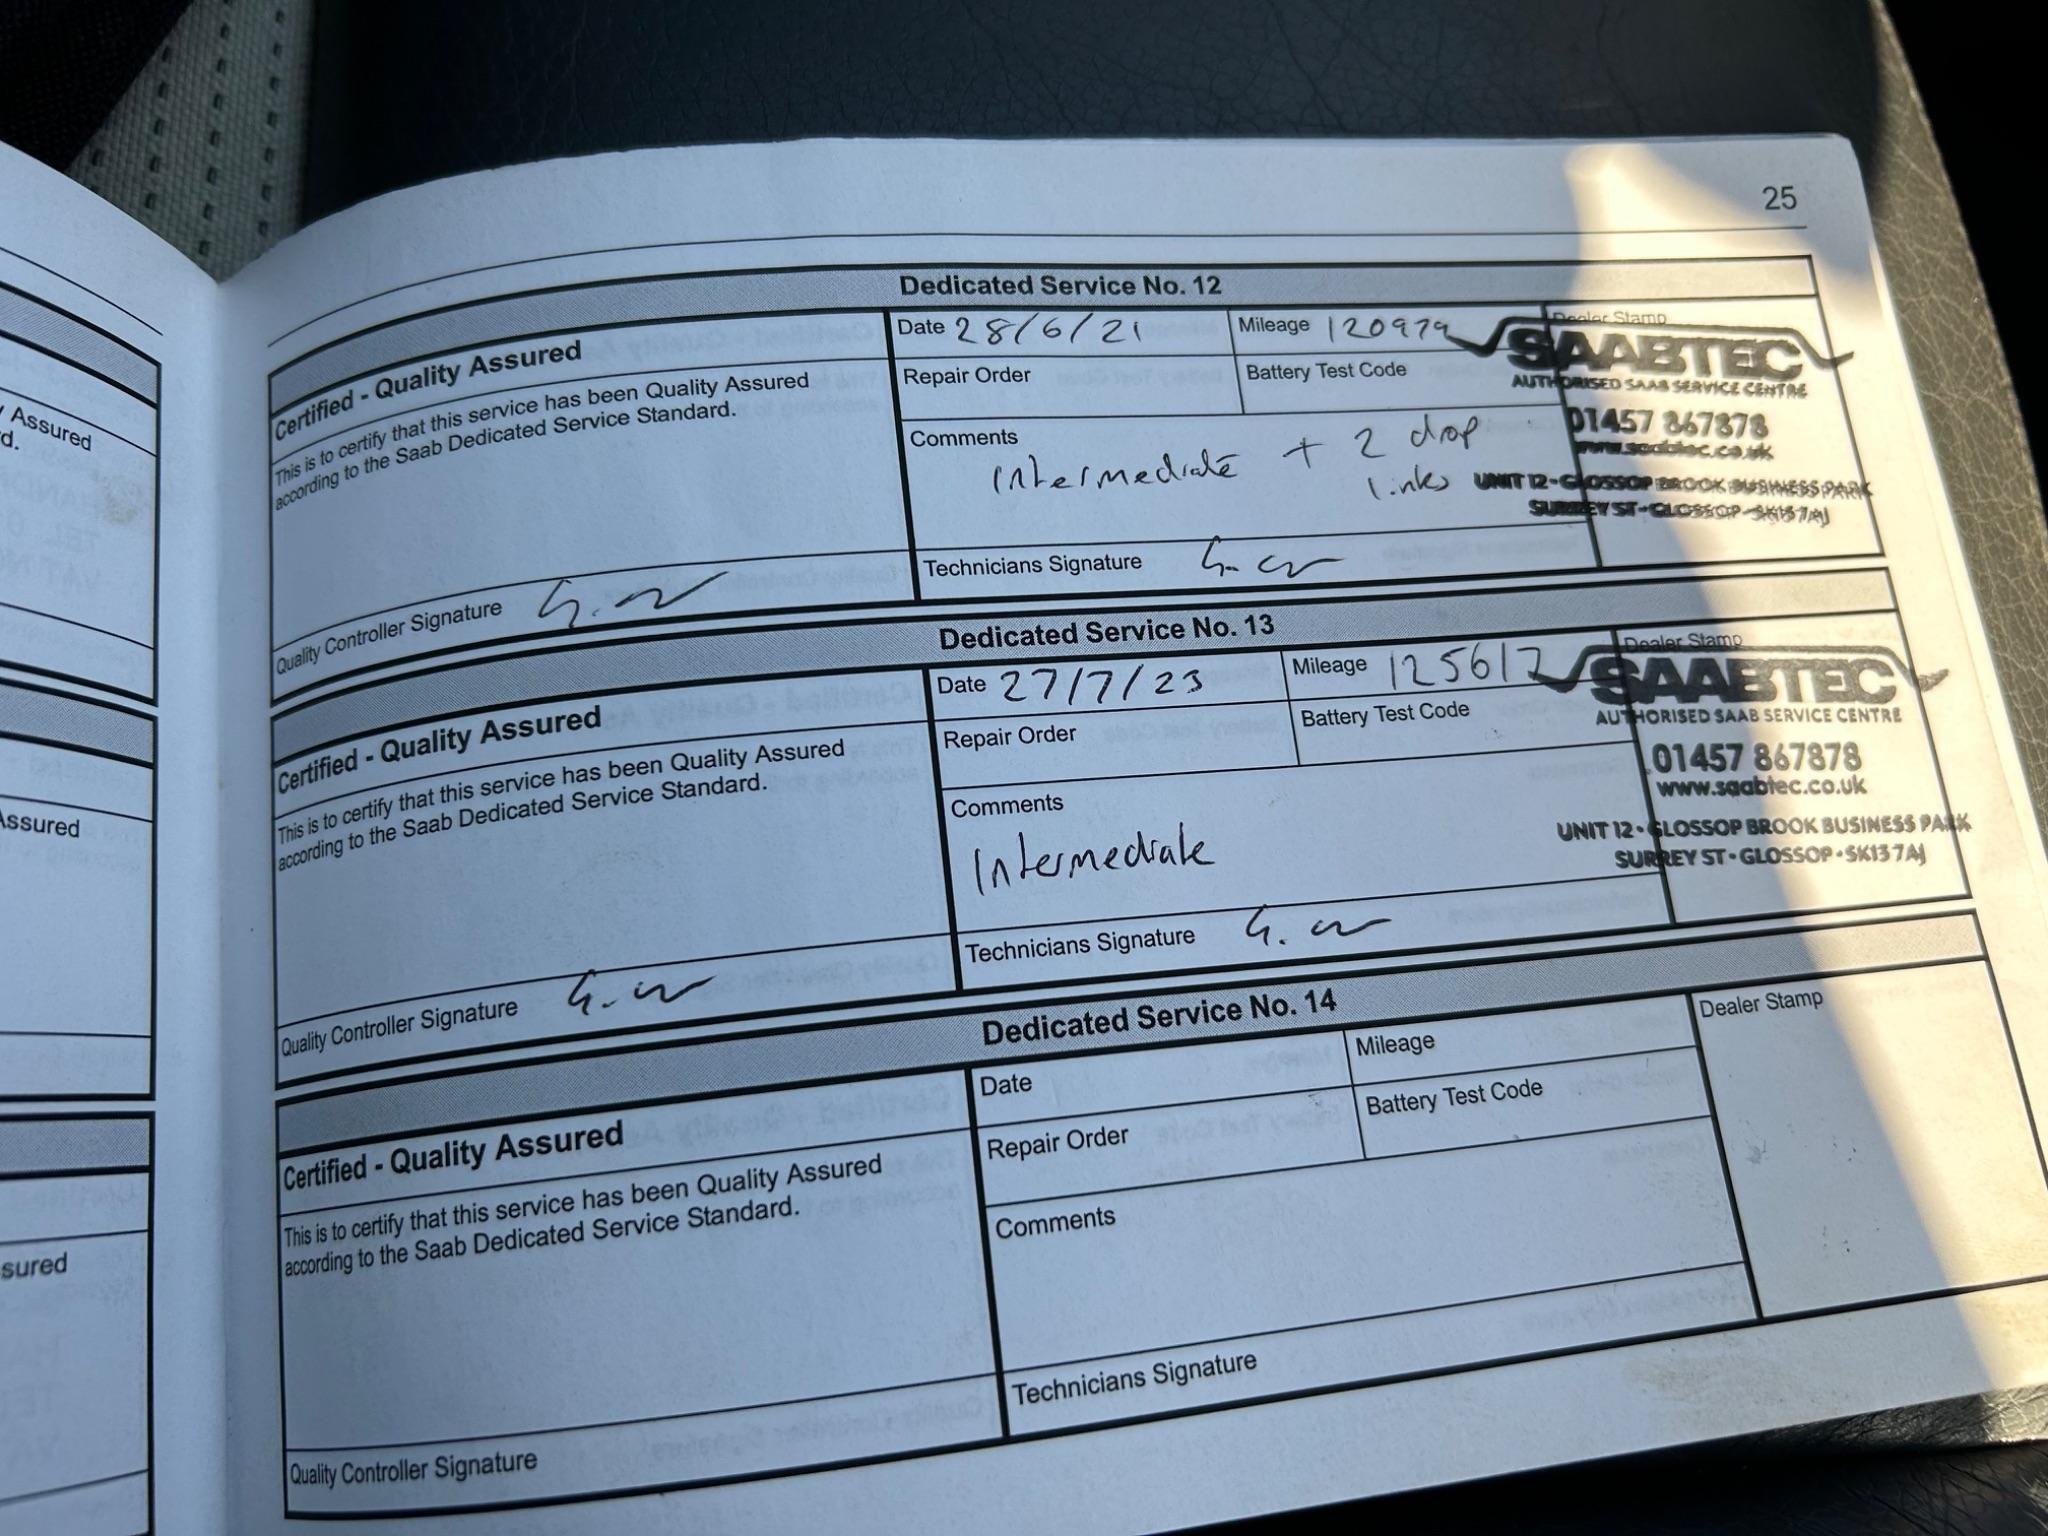 Assured
d.
Assured
sured
25
Dedicated Service No. 12
Certified - Quality Assured
This is to certify that this service has been Quality Assured
according to the Saab Dedicated Service Standard.
Quality Controller Signature
Date 28/6/21
Mileage 120979
Repair Order
Battery Test Code
Comments
Intermediate + 2 drop
links
Technicians Signature
Dealer Stamp
SAABTEC
AUTHORISED SAAB SERVICE CENTRE
01457 867878
www.saabtec.co.uk
UNIT 12 • GLOSSOP BROOK BUSINESS PARK
SURREY ST • GLOSSOP • SK13 7AJ
Dedicated Service No. 13
Certified - Quality Assured
This is to certify that this service has been Quality Assured
according to the Saab Dedicated Service Standard.
Quality Controller Signature
Date 27/7/23
Mileage 125617
Repair Order
Battery Test Code
Comments
Intermediate
Technicians Signature
Dealer Stamp
SAABTEC
AUTHORISED SAAB SERVICE CENTRE
01457 867878
www.saabtec.co.uk
UNIT 12 • GLOSSOP BROOK BUSINESS PARK
SURREY ST • GLOSSOP • SK13 7AJ
Dedicated Service No. 14
Certified - Quality Assured
This is to certify that this service has been Quality Assured
according to the Saab Dedicated Service Standard.
Quality Controller Signature
Date
Mileage
Repair Order
Battery Test Code
Comments
Technicians Signature
Dealer Stamp